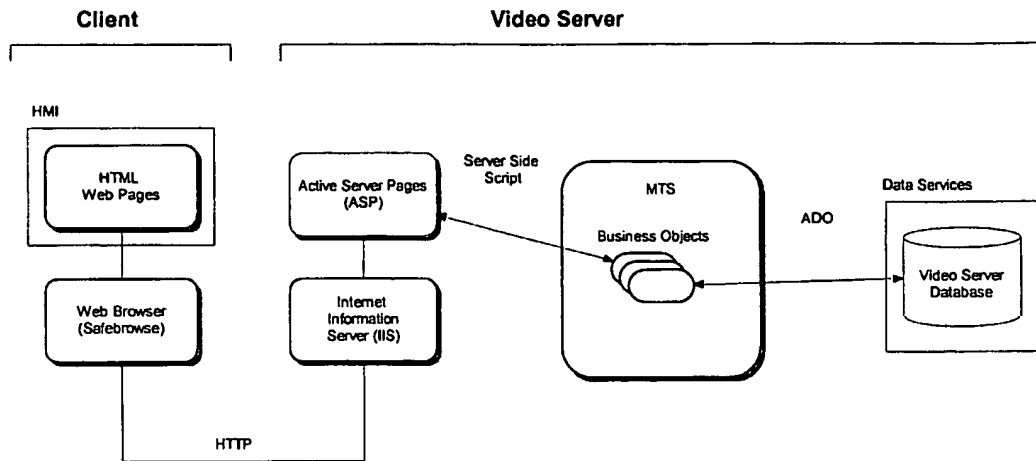 Client
Video Server
HMI
HTML
Web Pages
Web Browser
(Safebrowse)
HTTP
Active Server Pages
(ASP)
Internet
Information
Server (IIS)
Server Side
Script
MTS
Business Objects
ADO
Data Services
Video Server
Database